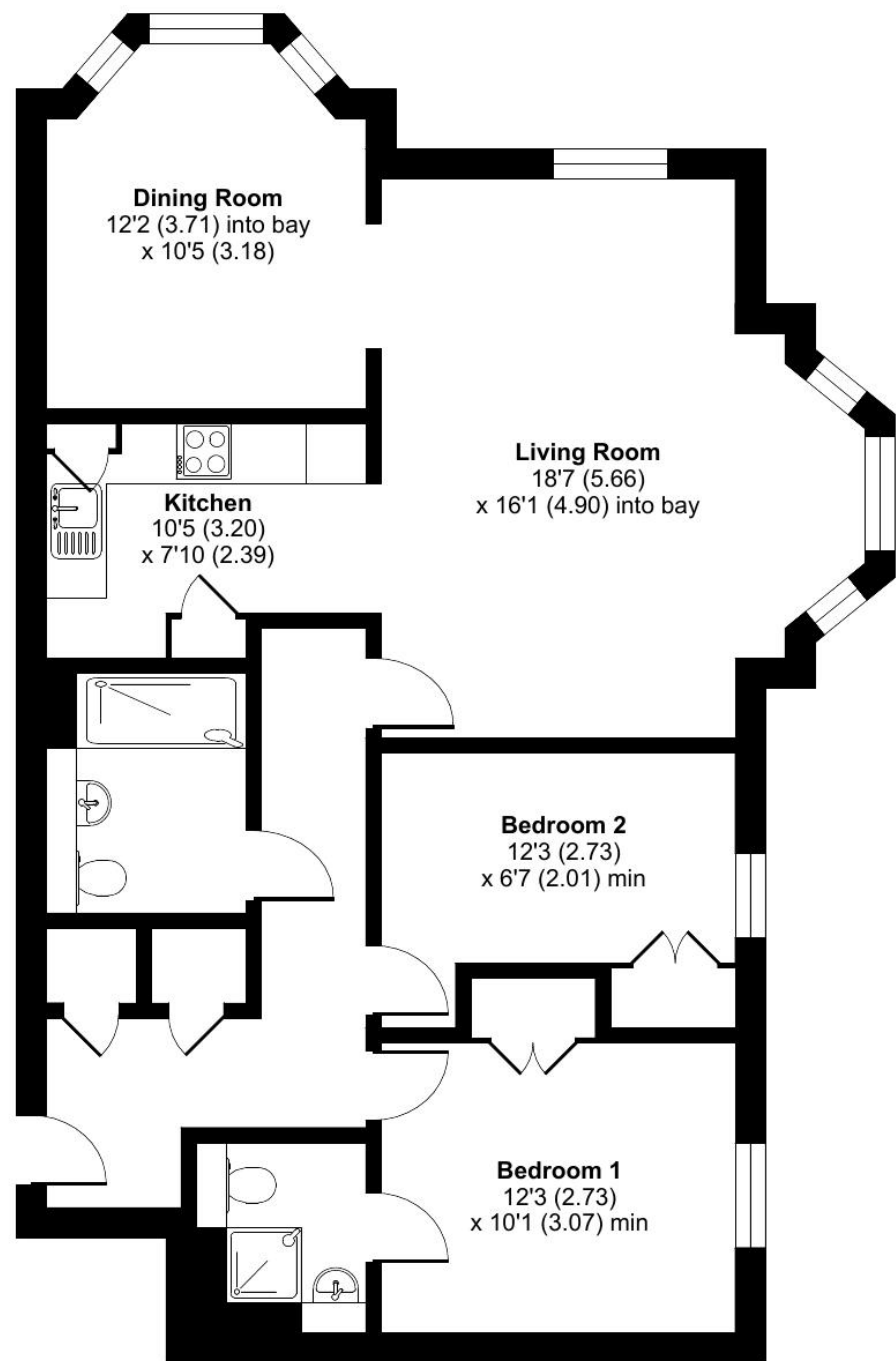 Dining Room
12'2 (3.71) into bay
x 10'5 (3.18)
Living Room
18'7 (5.66)
x 16'1 (4.90) into bay
Kitchen
10'5 (3.20)
x 7'10 (2.39)
Bedroom 2
12'3 (2.73)
x 6'7 (2.01) min
Bedroom 1
12'3 (2.73)
x 10'1 (3.07) min